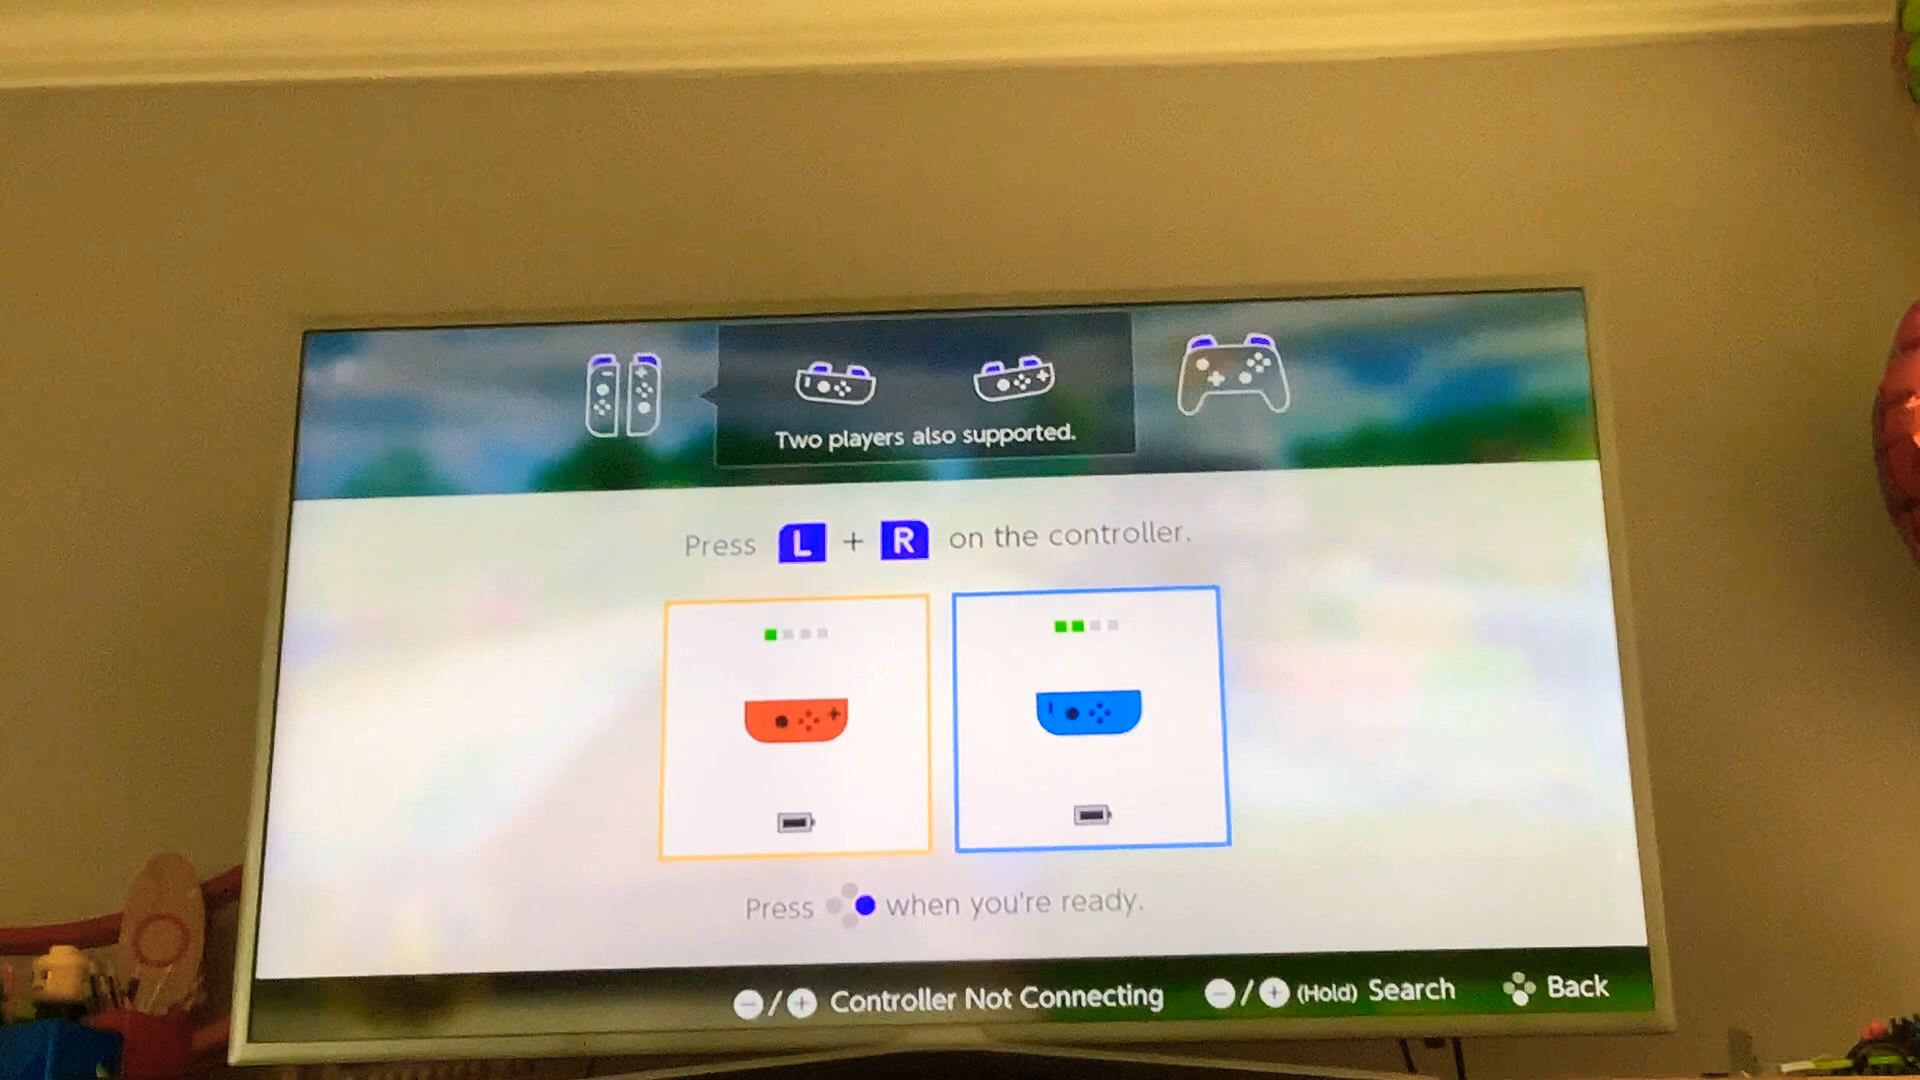 Two players also supported.
Press L + R on the controller.
Press when you're ready.
-/+ Controller Not Connecting -/+ (Hold) Search Back